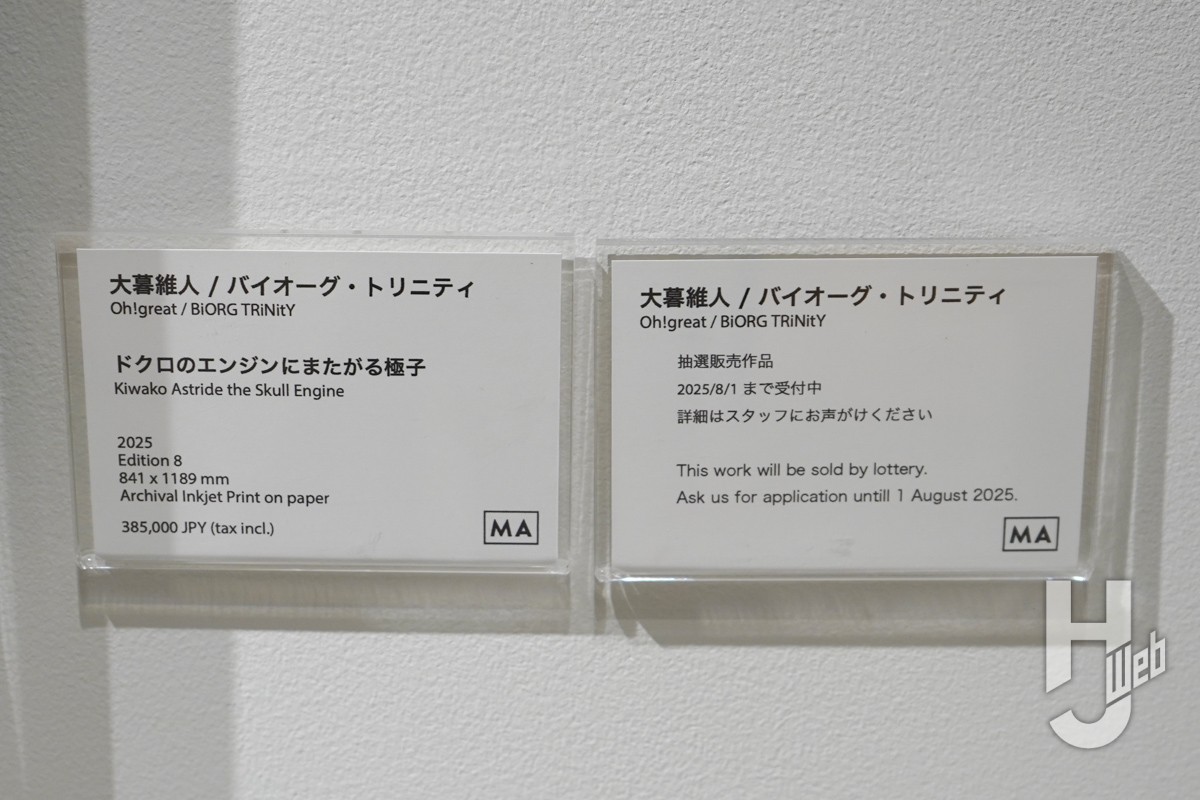 大暮維人 / バイオーグ・トリニティ
Oh!great / BiORG TRiNitY
ドクロのエンジンにまたがる極子
Kiwako Astride the Skull Engine
2025
Edition 8
841 x 1189 mm
Archival Inkjet Print on paper
385,000 JPY (tax incl.)
MA
大暮維人 / バイオーグ・トリニティ
Oh!great / BiORG TRiNitY
抽選販売作品
2025/8/1 まで受付中
詳細はスタッフにお声がけください
This work will be sold by lottery.
Ask us for application untill 1 August 2025.
MA
HJ Web